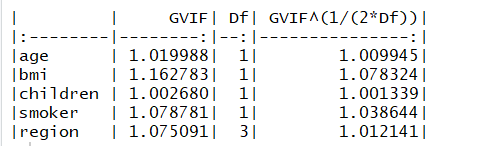 |         |     GVIF| Df| GVIF^(1/(2*Df))|
|:--------|--------:|--:|---------------:|
|age      | 1.019988|  1|        1.009945|
|bmi      | 1.162783|  1|        1.078324|
|children | 1.002680|  1|        1.001339|
|smoker   | 1.078781|  1|        1.038644|
|region   | 1.075091|  3|        1.012141|